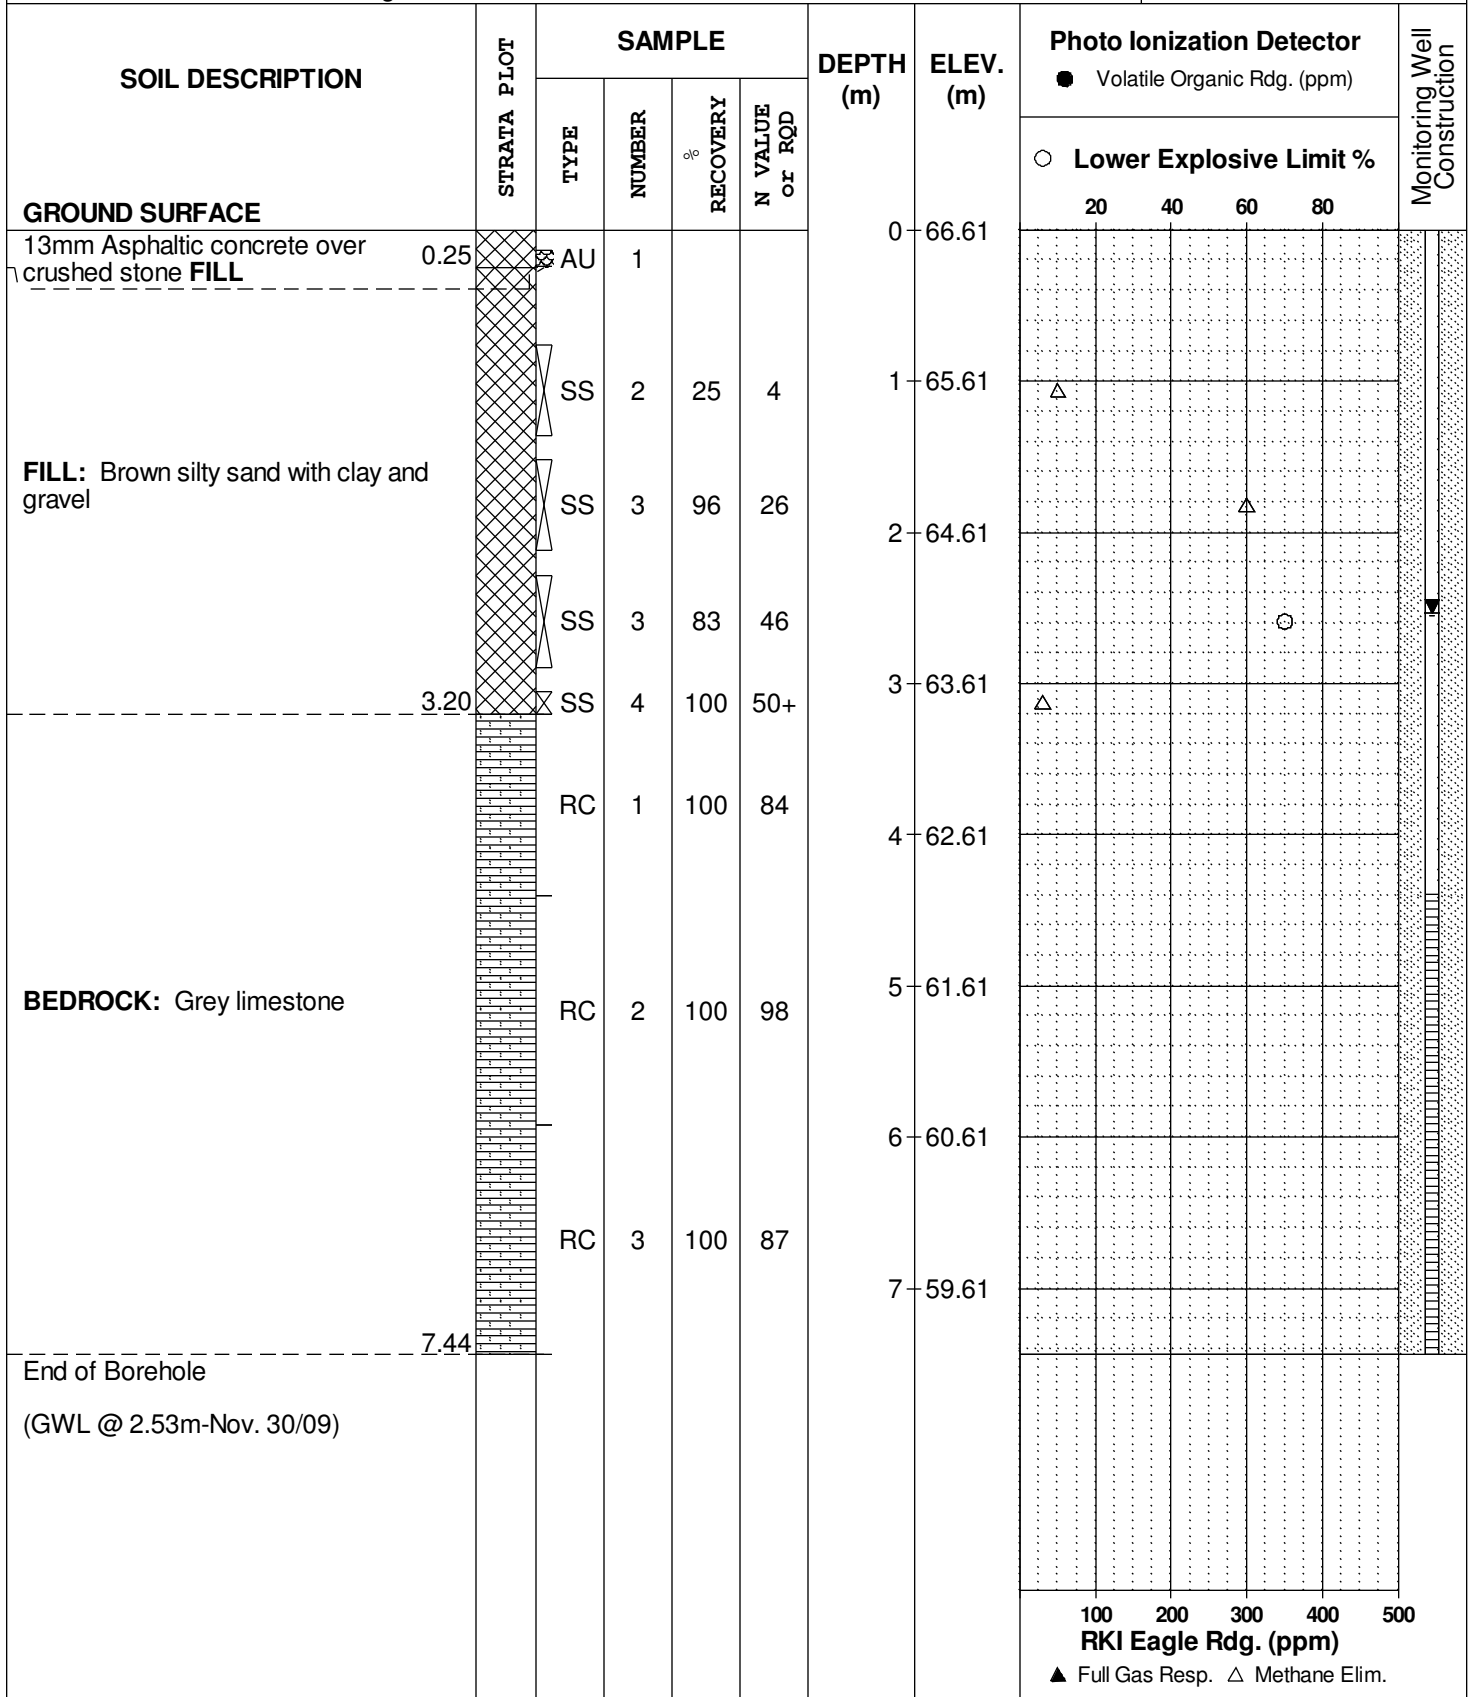 SOIL DESCRIPTION
GROUND SURFACE
STRATA PLOT
SAMPLE
TYPE
NUMBER
%
RECOVERY
N VALUE
or RQD
DEPTH
(m)
ELEV.
(m)
Photo Ionization Detector
● Volatile Organic Rdg. (ppm)
○ Lower Explosive Limit %
20 40 60 80
Monitoring Well
Construction
0 66.61
13mm Asphaltic concrete over
crushed stone FILL
0.25
AU 1
1 65.61
SS 2 25 4
FILL: Brown silty sand with clay and
gravel
SS 3 96 26
2 64.61
SS 3 83 46
3 63.61
3.20
SS 4 100 50+
RC 1 100 84
4 62.61
5 61.61
BEDROCK: Grey limestone
RC 2 100 98
6 60.61
RC 3 100 87
7 59.61
7.44
End of Borehole
(GWL @ 2.53m-Nov. 30/09)
100 200 300 400 500
RKI Eagle Rdg. (ppm)
▲ Full Gas Resp. △ Methane Elim.